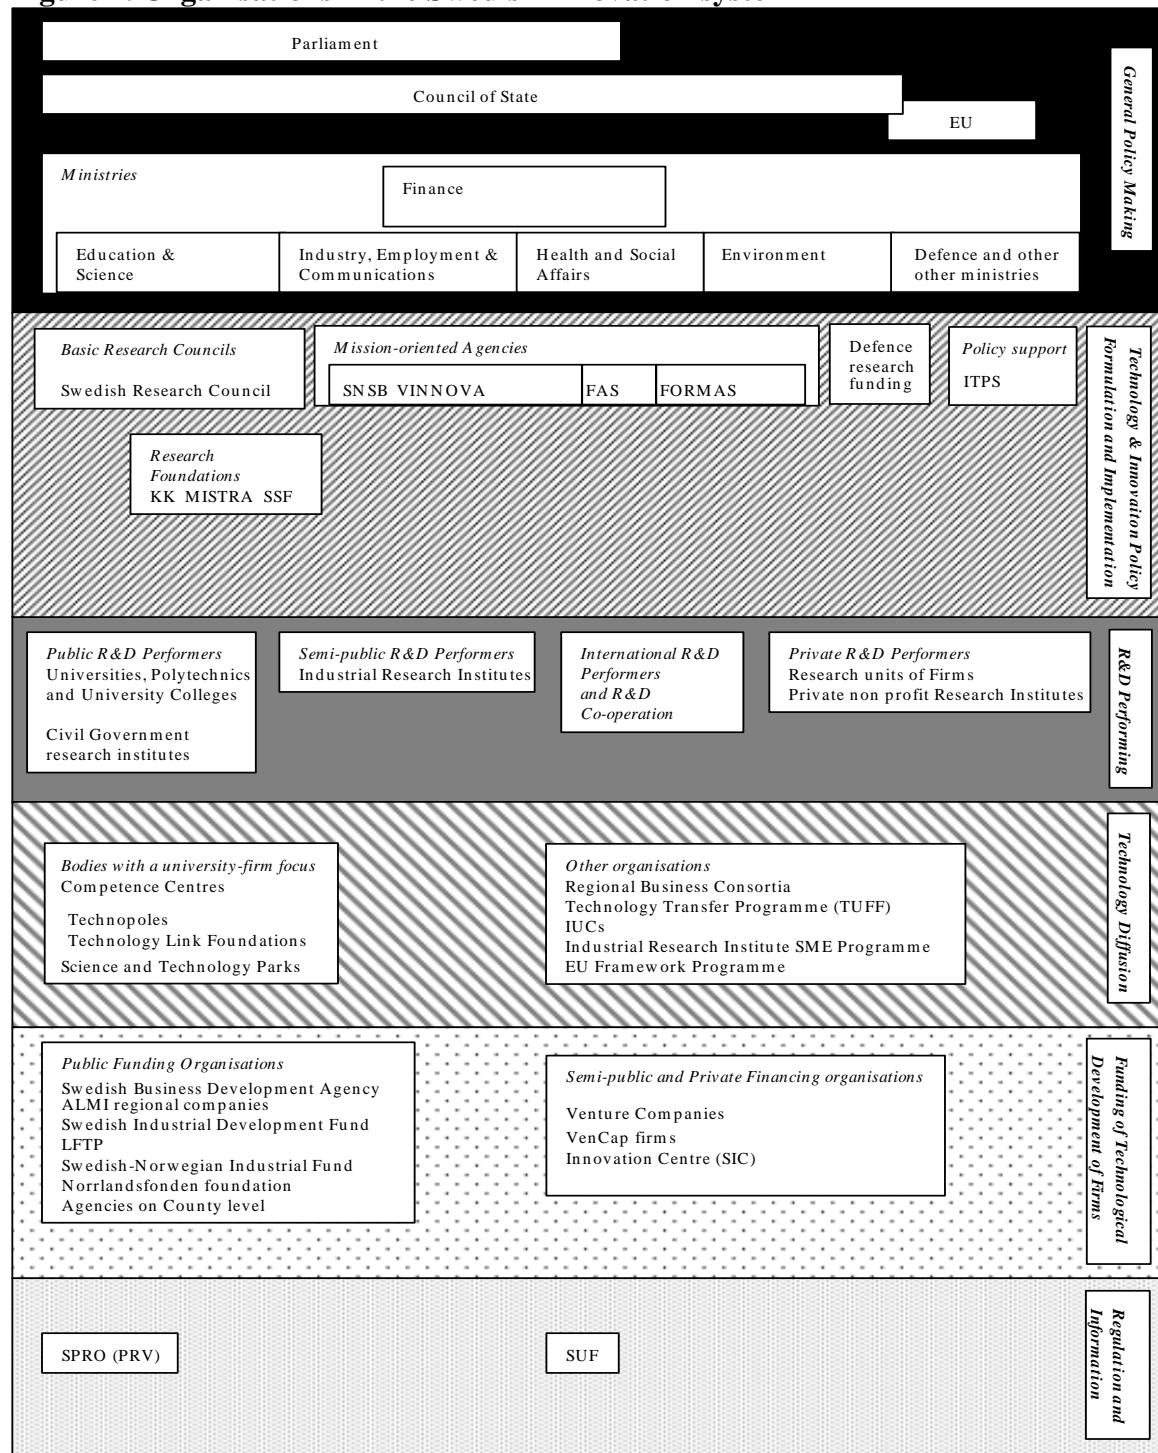 Figure Organisations in the Swedish innovation system
Parliament
Council of State
EU
General Policy Making
Ministries
Finance
Education &
Science
Industry, Employment &
Communications
Health and Social
Affairs
Environment
Defence and other
other ministries
Basic Research Councils
Swedish Research Council
Mission-oriented Agencies
SNSB VINNOVA
FAS
FORMAS
Defence
research
funding
Policy support
ITPS
Technology & Innovaiton Policy
Formulation and Implementation
Research
Foundations
KK MISTRA SSF
Public R&D Performers
Universities, Polytechnics
and University Colleges
Civil Government
research institutes
Semi-public R&D Performers
Industrial Research Institutes
International R&D
Performers
and R&D
Co-operation
Private R&D Performers
Research units of Firms
Private non profit Research Institutes
R&D Performing
Bodies with a university-firm focus
Competence Centres
Technopoles
Technology Link Foundations
Science and Technology Parks
Other organisations
Regional Business Consortia
Technology Transfer Programme (TUFF)
IUCs
Industrial Research Institute SME Programme
EU Framework Programme
Technology Diffusion
Public Funding Organisations
Swedish Business Development Agency
ALMI regional companies
Swedish Industrial Development Fund
LFTP
Swedish-Norwegian Industrial Fund
Norrlandsfonden foundation
Agencies on County level
Semi-public and Private Financing organisations
Venture Companies
VenCap firms
Innovation Centre (SIC)
Funding of Technological
Development of Firms
SPRO (PRV)
SUF
Regulation and
Information